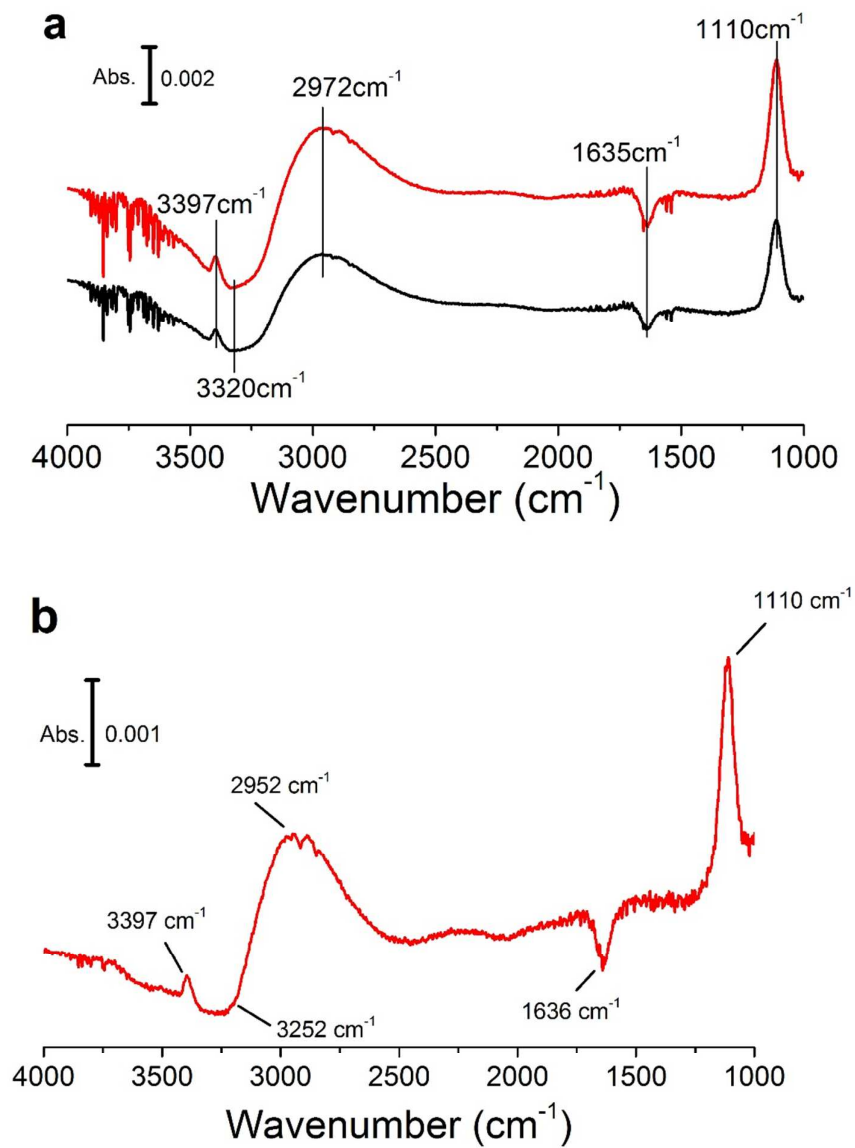 a
1110cm-1
Abs. 0.002
2972cm-1
1635cm-1
3397cm-1
3320cm-1
4000 3500 3000 2500 2000 1500 1000
Wavenumber (cm-1)
b
1110 cm-1
Abs. 0.001
2952 cm-1
3397 cm-1
1636 cm-1
3252 cm-1
4000 3500 3000 2500 2000 1500 1000
Wavenumber (cm-1)